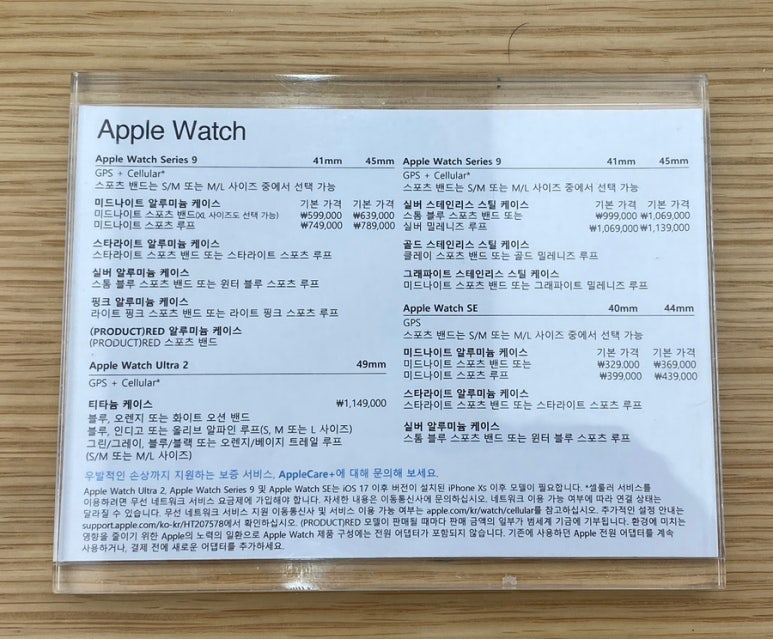 Apple Watch
Apple Watch Series 9 41mm 45mm
GPS + Cellular*
스포츠 밴드는 S/M 또는 M/L 사이즈 중에서 선택 가능
미드나이트 알루미늄 케이스 기본 가격 기본 가격
미드나이트 스포츠 밴드(XL 사이즈도 선택 가능) ₩599,000 ₩639,000
미드나이트 스포츠 루프 ₩749,000 ₩789,000
스타라이트 알루미늄 케이스
스타라이트 스포츠 밴드 또는 스타라이트 스포츠 루프
실버 알루미늄 케이스
스톰 블루 스포츠 밴드 또는 윈터 블루 스포츠 루프
핑크 알루미늄 케이스
라이트 핑크 스포츠 밴드 또는 라이트 핑크 스포츠 루프
(PRODUCT)RED 알루미늄 케이스
(PRODUCT)RED 스포츠 밴드
Apple Watch Ultra 2 49mm
GPS + Cellular*
티타늄 케이스 ₩1,149,000
블루, 오렌지 또는 화이트 오션 밴드
블루, 인디고 또는 올리브 알파인 루프(S, M 또는 L 사이즈)
그린/그레이, 블루/블랙 또는 오렌지/베이지 트레일 루프
(S/M 또는 M/L 사이즈)
Apple Watch Series 9 41mm 45mm
GPS + Cellular*
스포츠 밴드는 S/M 또는 M/L 사이즈 중에서 선택 가능
실버 스테인리스 스틸 케이스 기본 가격 기본 가격
스톰 블루 스포츠 밴드 또는 ₩999,000 ₩1,069,000
실버 밀레니즈 루프 ₩1,069,000 ₩1,139,000
골드 스테인리스 스틸 케이스
클레이 스포츠 밴드 또는 골드 밀레니즈 루프
그래파이트 스테인리스 스틸 케이스
미드나이트 스포츠 밴드 또는 그래파이트 밀레니즈 루프
Apple Watch SE 40mm 44mm
GPS
스포츠 밴드는 S/M 또는 M/L 사이즈 중에서 선택 가능
미드나이트 알루미늄 케이스 기본 가격 기본 가격
미드나이트 스포츠 밴드 또는 ₩329,000 ₩369,000
미드나이트 스포츠 루프 ₩399,000 ₩439,000
스타라이트 알루미늄 케이스
스타라이트 스포츠 밴드 또는 스타라이트 스포츠 루프
실버 알루미늄 케이스
스톰 블루 스포츠 밴드 또는 윈터 블루 스포츠 루프
우발적인 손상까지 지원하는 보증 서비스, AppleCare+에 대해 문의해 보세요.
Apple Watch Ultra 2, Apple Watch Series 9 및 Apple Watch SE는 iOS 17 이후 버전이 설치된 iPhone Xs 이후 모델이 필요합니다. *셀룰러 서비스를
이용하려면 무선 네트워크 서비스 요금제에 가입해야 합니다. 자세한 내용은 이동통신사에 문의하십시오. 네트워크 이용 가능 여부에 따라 연결 상태는
달라질 수 있습니다. 무선 네트워크 서비스 지원 이동통신사 및 서비스 이용 가능 여부는 apple.com/kr/watch/cellular를 참고하십시오. 추가적인 설정 안내는
support.apple.com/ko-kr/HT207578에서 확인하십시오. (PRODUCT)RED 모델이 판매될 때마다 판매 금액의 일부가 범세계 기금에 기부됩니다. 환경에 미치는
영향을 줄이기 위한 Apple의 노력의 일환으로 Apple Watch 제품 구성에는 전원 어댑터가 포함되지 않습니다. 기존에 사용하던 Apple 전원 어댑터를 계속
사용하거나, 결제 전에 새로운 어댑터를 추가하세요.